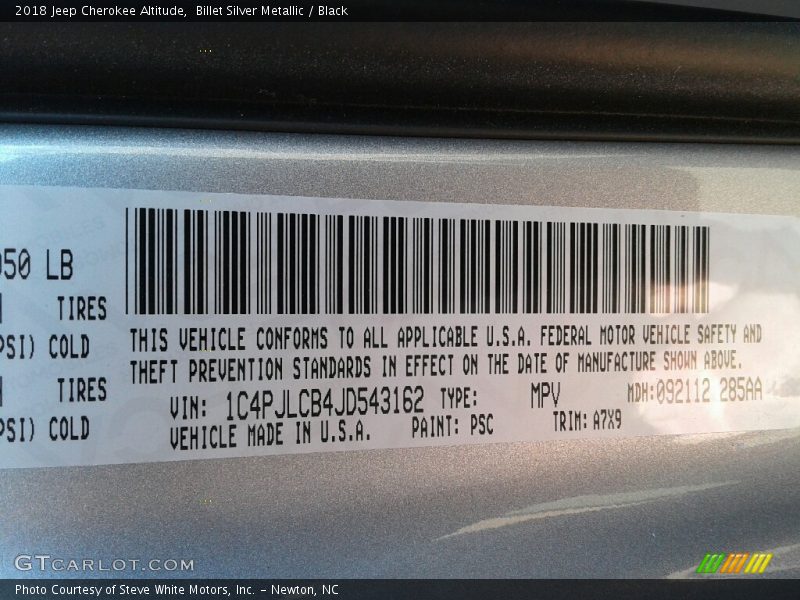 2018 Jeep Cherokee Altitude,  Billet Silver Metallic / Black
50 LB
TIRES
PSI) COLD
TIRES
PSI) COLD
THIS VEHICLE CONFORMS TO ALL APPLICABLE U.S.A. FEDERAL MOTOR VEHICLE SAFETY AND
THEFT PREVENTION STANDARDS IN EFFECT ON THE DATE OF MANUFACTURE SHOWN ABOVE.
VIN: 1C4PJLCB4JD543162 TYPE: MPV MDH:092112 285AA
VEHICLE MADE IN U.S.A. PAINT: PSC TRIM: A7X9
GTCARLOT.COM
Photo Courtesy of Steve White Motors, Inc. – Newton, NC